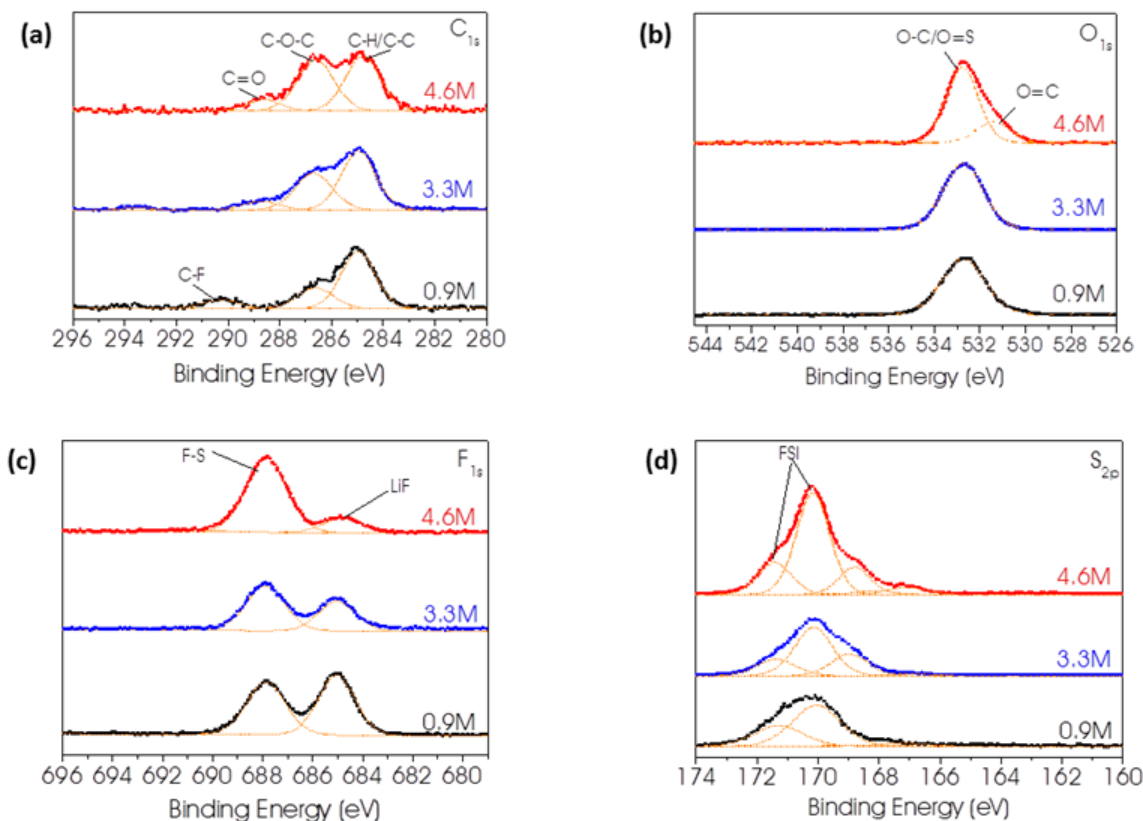 (a)
C1s
C-O-C
C-H/C-C
C=O
4.6M
3.3M
C-F
0.9M
296 294 292 290 288 286 284 282 280
Binding Energy (eV)
(b)
O1s
O-C/O=S
O=C
4.6M
3.3M
0.9M
544 542 540 538 536 534 532 530 528 526
Binding Energy (eV)
(c)
F1s
F-S
LiF
4.6M
3.3M
0.9M
696 694 692 690 688 686 684 682 680
Binding Energy (eV)
(d)
FSI
S2p
4.6M
3.3M
0.9M
174 172 170 168 166 164 162 160
Binding Energy (eV)